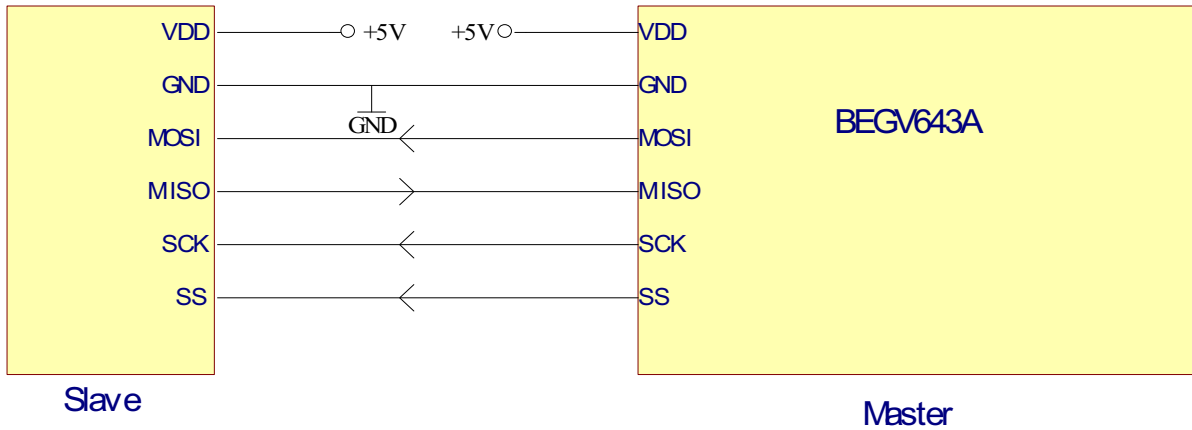 VDD +5V +5V VDD
GND GND
GND
BEGV643A
MOSI MOSI
MISO MISO
SCK SCK
SS SS
Slave
Master